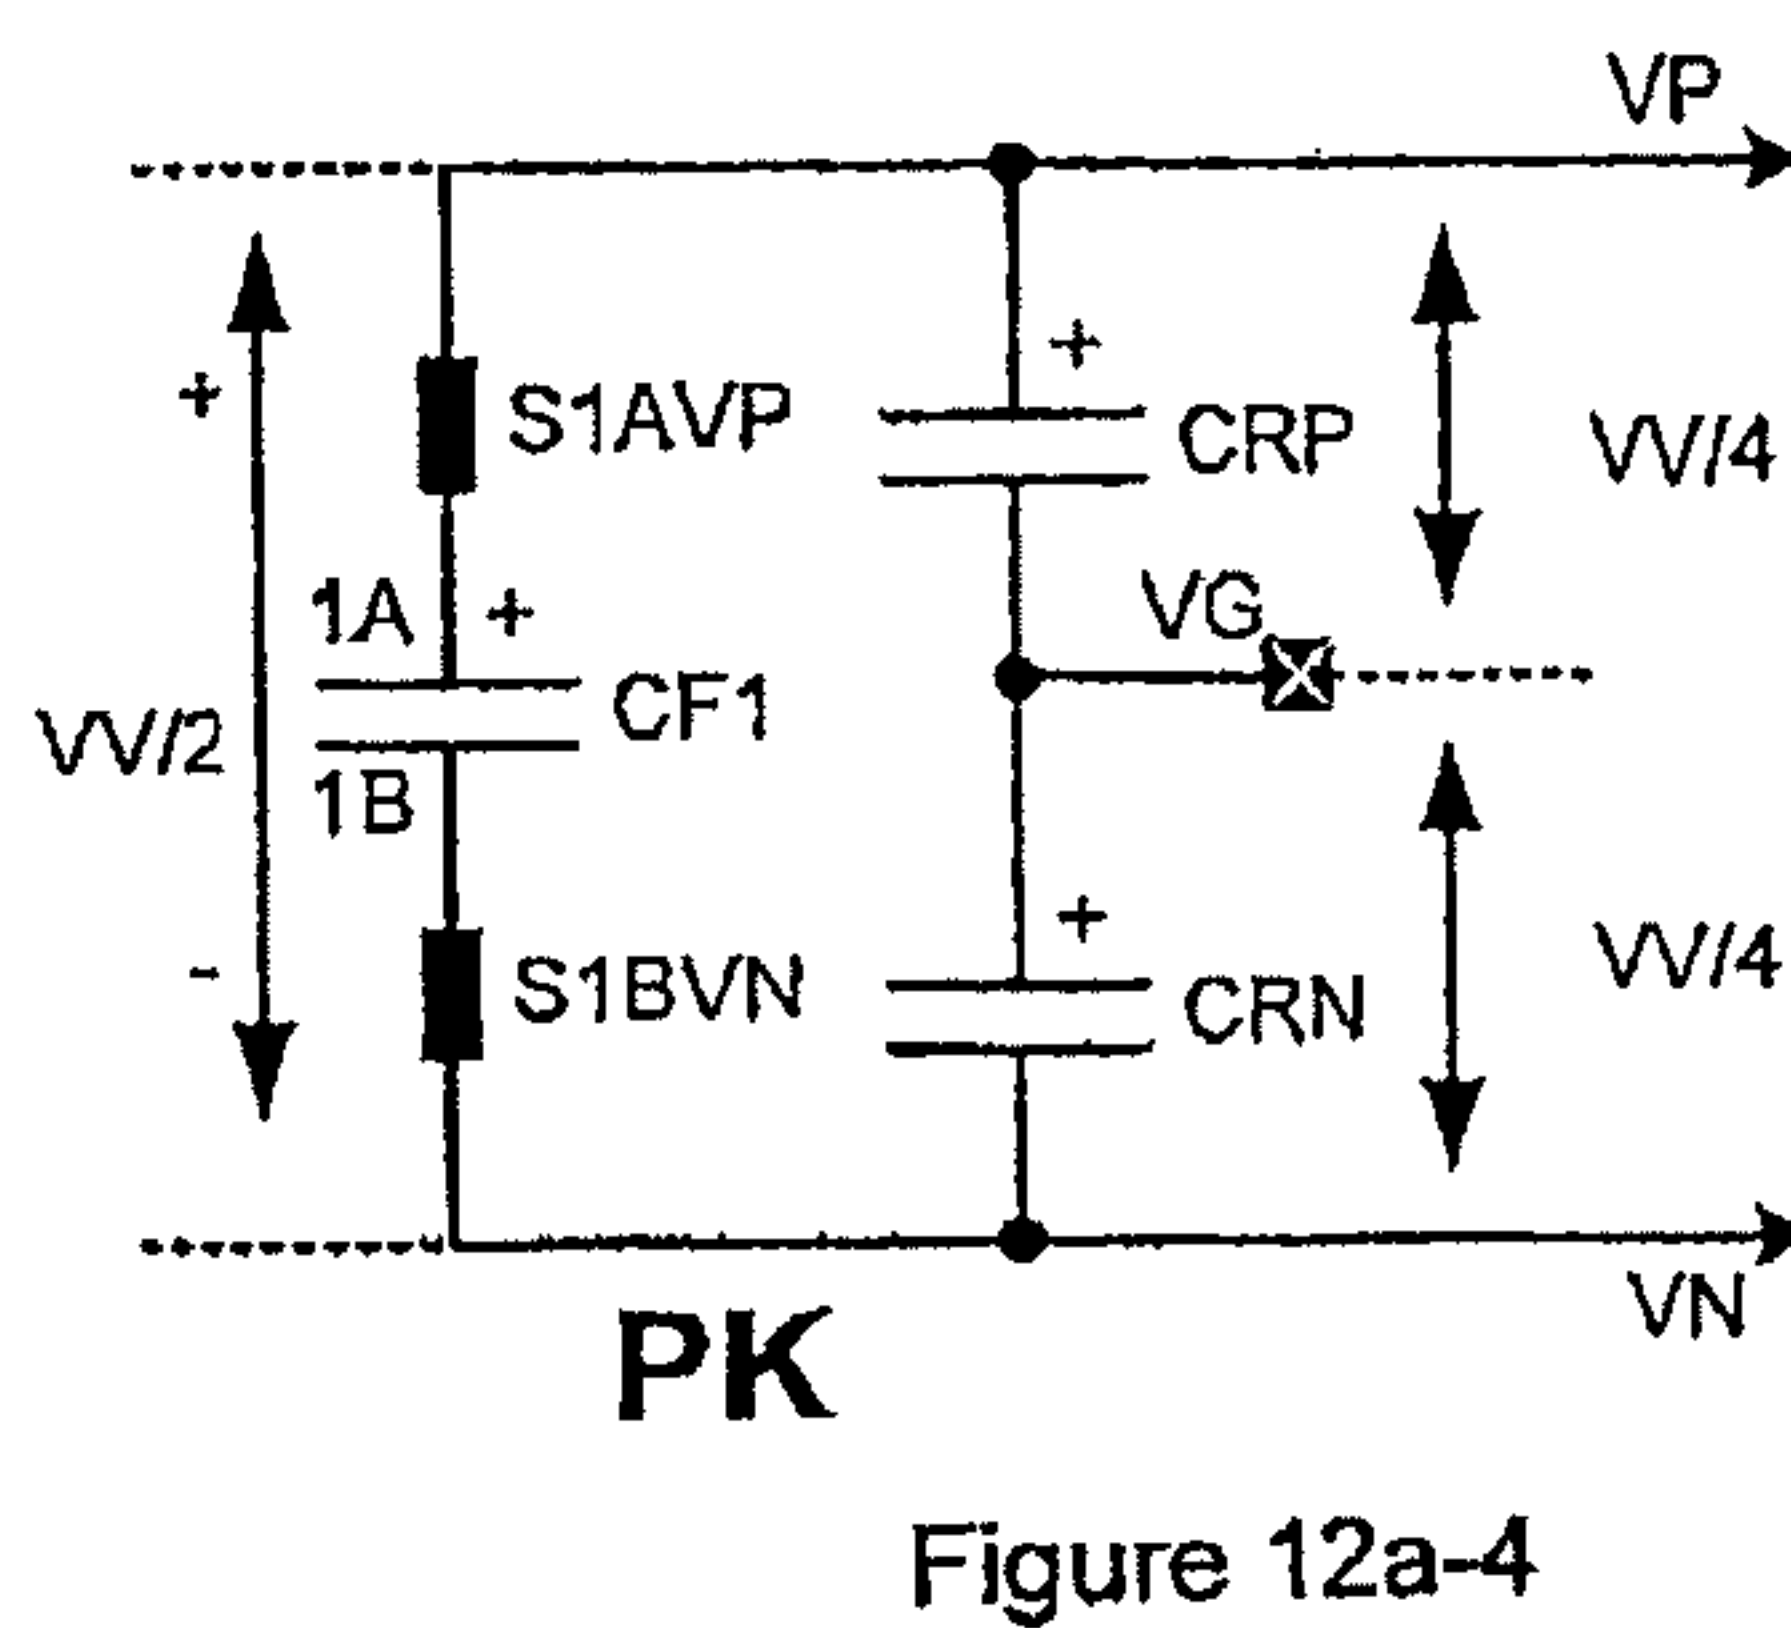 VP
+
+
S1AVP
CRP
VV/4
1A
+
VG
CF1
VV/2
1B
+
-
S1BVN
CRN
VV/4
VN
PK
Figure 12a-4